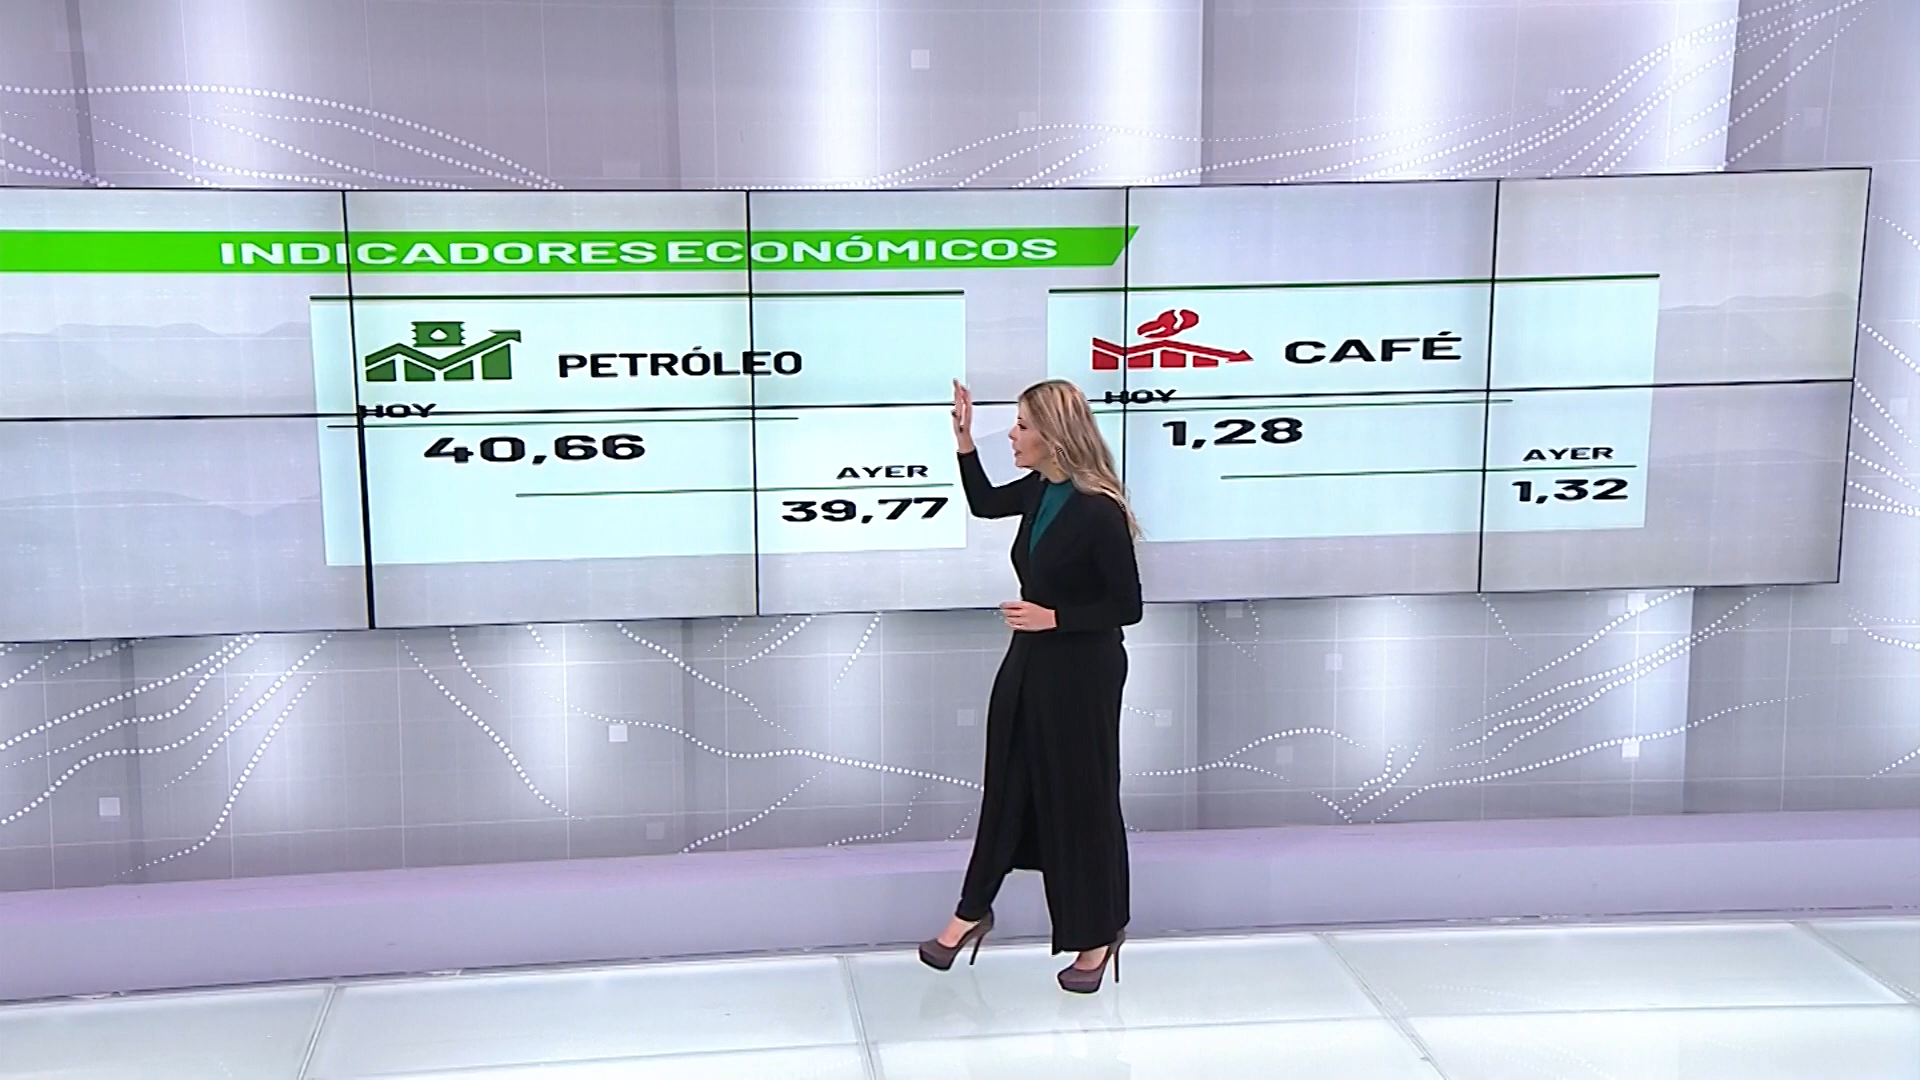 INDICADORES ECONÓMICOS
PETRÓLEO
HOY
40,66
AYER
39,77
CAFÉ
HOY
1,28
AYER
1,32